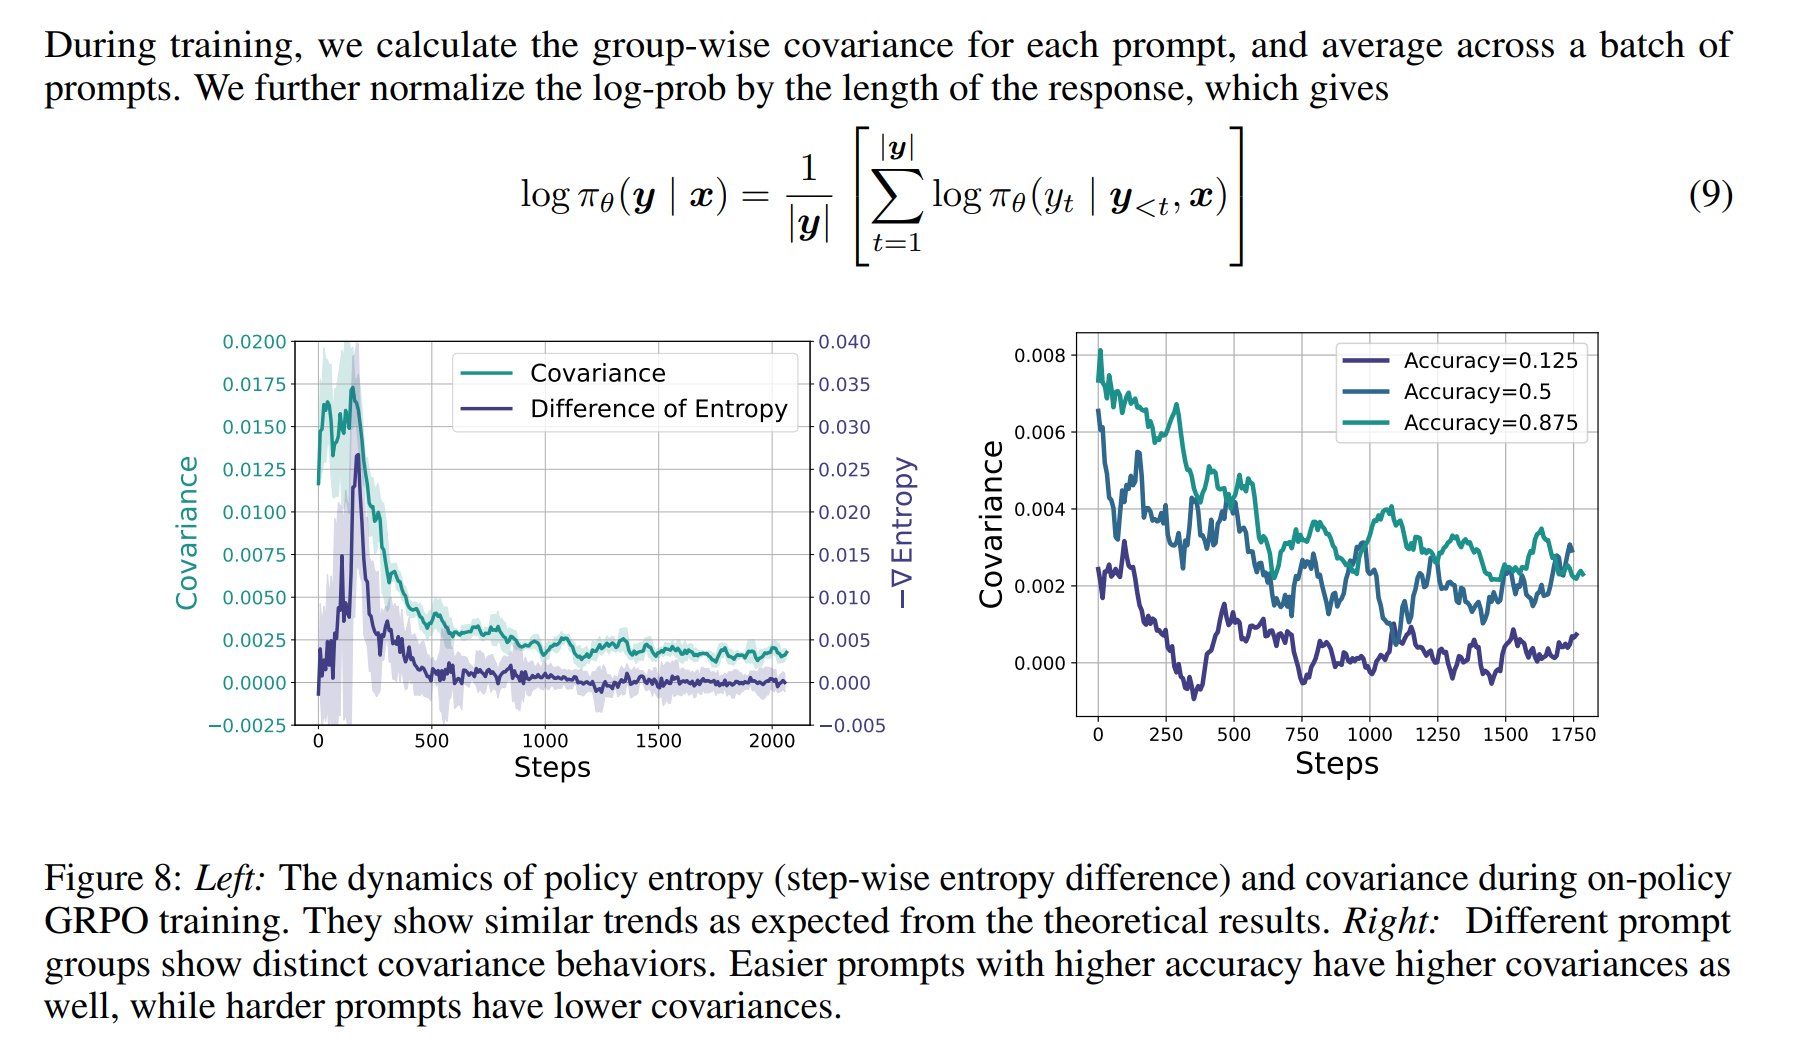 During training, we calculate the group-wise covariance for each prompt, and average across a batch of
prompts. We further normalize the log-prob by the length of the response, which gives
log π_θ(y | x) = 1/|y| [ ∑_{t=1}^{|y|} log π_θ(y_t | y_{<t}, x) ] (9)
0.0200
0.0175
0.0150
0.0125
0.0100
0.0075
0.0050
0.0025
0.0000
−0.0025
Covariance
Covariance
Difference of Entropy
0.040
0.035
0.030
0.025
0.020
0.015
0.010
0.005
0.000
−0.005
−∇Entropy
0 500 1000 1500 2000
Steps
0.008
0.006
0.004
0.002
0.000
Covariance
Accuracy=0.125
Accuracy=0.5
Accuracy=0.875
0 250 500 750 1000 1250 1500 1750
Steps
Figure 8: Left: The dynamics of policy entropy (step-wise entropy difference) and covariance during on-policy
GRPO training. They show similar trends as expected from the theoretical results. Right: Different prompt
groups show distinct covariance behaviors. Easier prompts with higher accuracy have higher covariances as
well, while harder prompts have lower covariances.